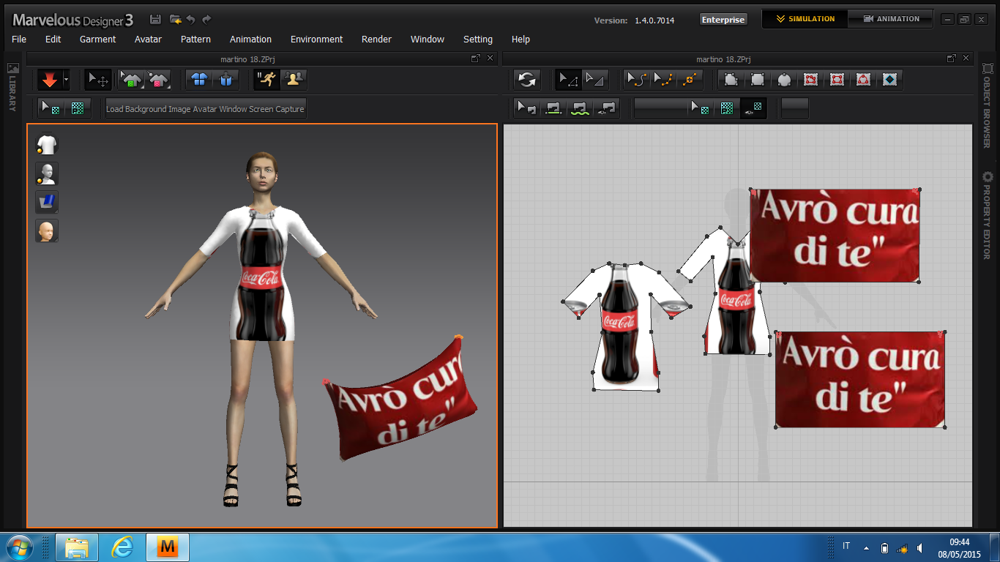 Marvelous Designer 3
Version: 1.4.0.7014
Enterprise
SIMULATION
ANIMATION
File Edit Garment Avatar Pattern Animation Environment Render Window Setting Help
martino 18.ZPrj
martino 18.ZPrj
LIBRARY
Load Background Image Avatar Window Screen Capture
OBJECT BROWSER
PROPERTY EDITOR
Coca-Cola
"Avrò cura
di te"
Coca-Cola
Coca-Cola
"Avrò cura
di te"
"Avrò cura
di te"
M
IT
09:44
08/05/2015